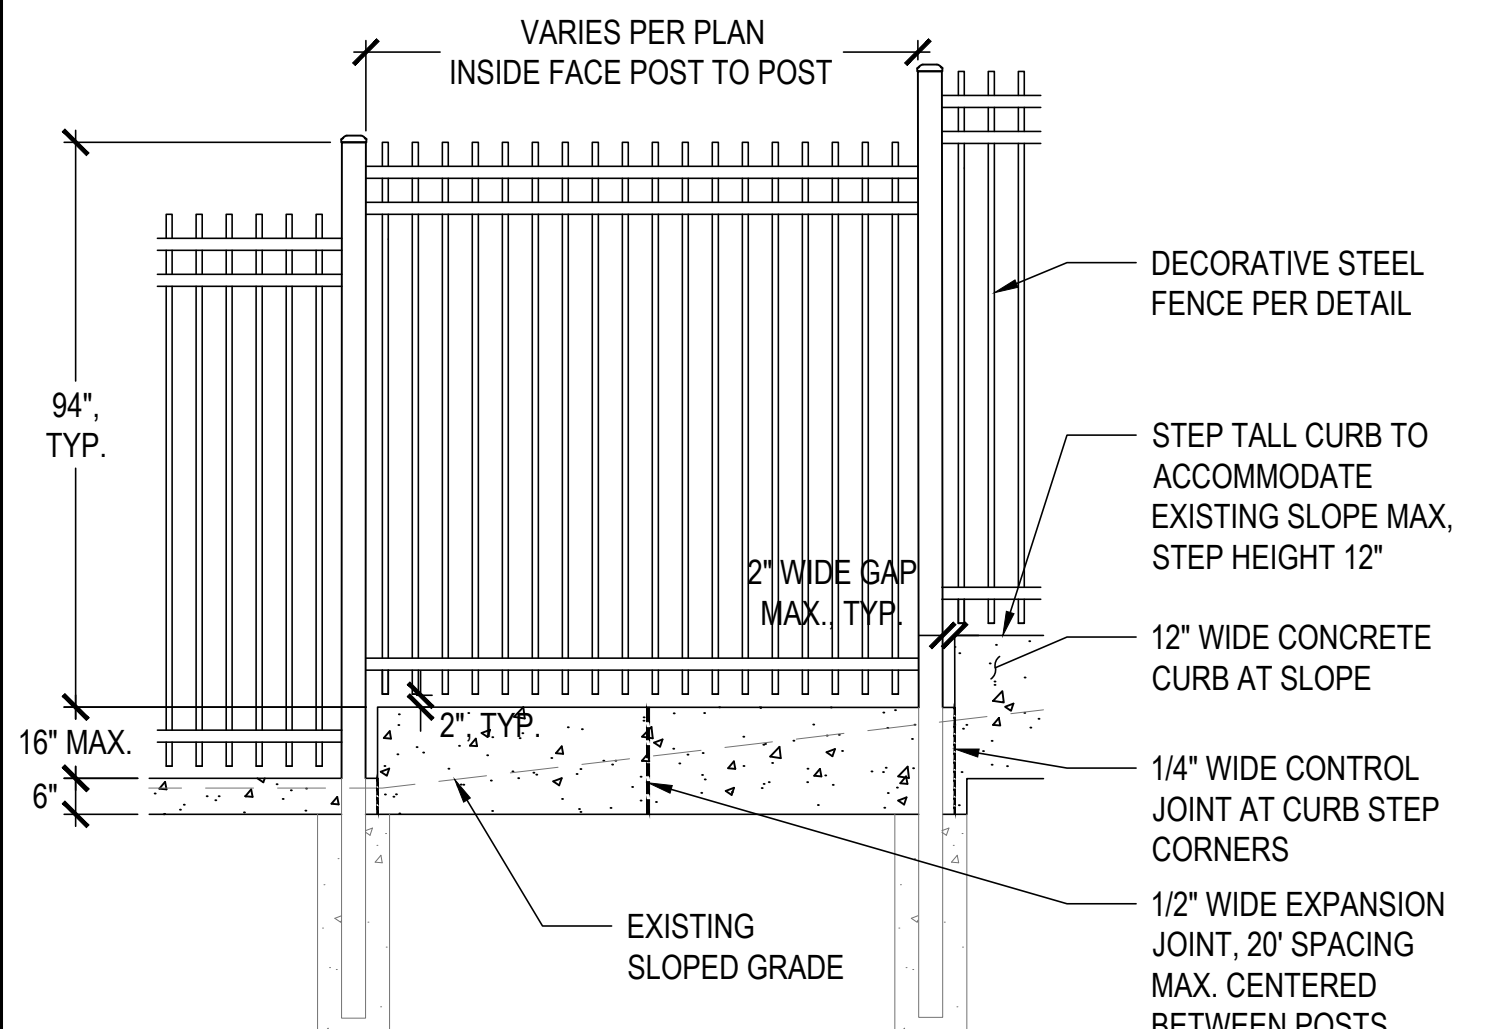 VARIES PER PLAN
INSIDE FACE POST TO POST
94",
TYP.
16" MAX.
6"
2" WIDE GAP
MAX., TYP.
2", TYP.
EXISTING
SLOPED GRADE
DECORATIVE STEEL
FENCE PER DETAIL
STEP TALL CURB TO
ACCOMMODATE
EXISTING SLOPE MAX,
STEP HEIGHT 12"
12" WIDE CONCRETE
CURB AT SLOPE
1/4" WIDE CONTROL
JOINT AT CURB STEP
CORNERS
1/2" WIDE EXPANSION
JOINT, 20' SPACING
MAX. CENTERED
BETWEEN POSTS